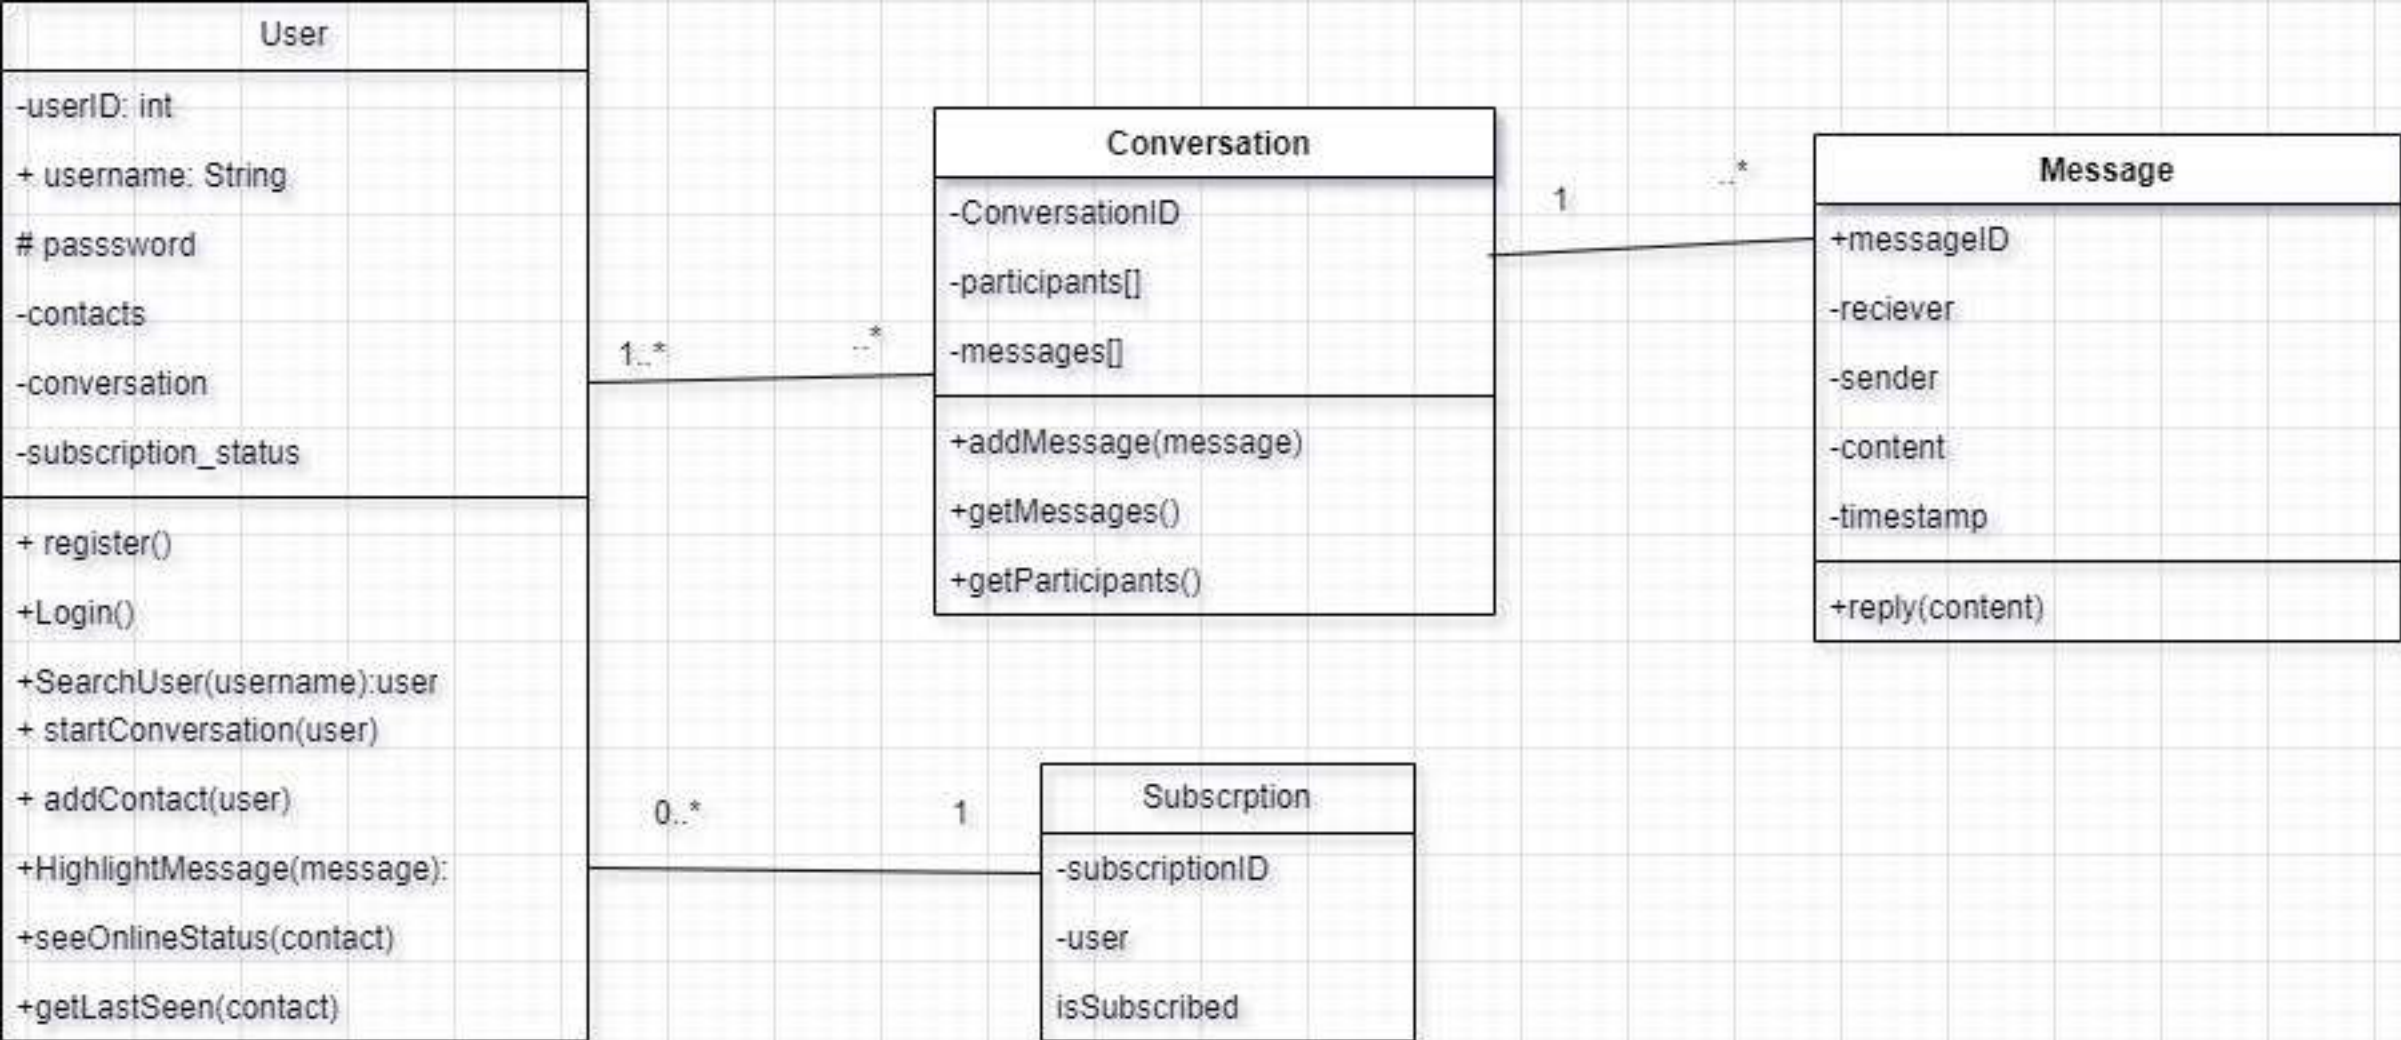 User
-userID: int
+ username: String
# passsword
-contacts
-conversation
-subscription_status
+ register()
+Login()
+SearchUser(username):user
+ startConversation(user)
+ addContact(user)
+HighlightMessage(message):
+seeOnlineStatus(contact)
+getLastSeen(contact)
1..*
..*
Conversation
-ConversationID
-participants[]
-messages[]
+addMessage(message)
+getMessages()
+getParticipants()
1
..*
Message
+messageID
-reciever
-sender
-content
-timestamp
+reply(content)
0..*
1
Subscrption
-subscriptionID
-user
isSubscribed